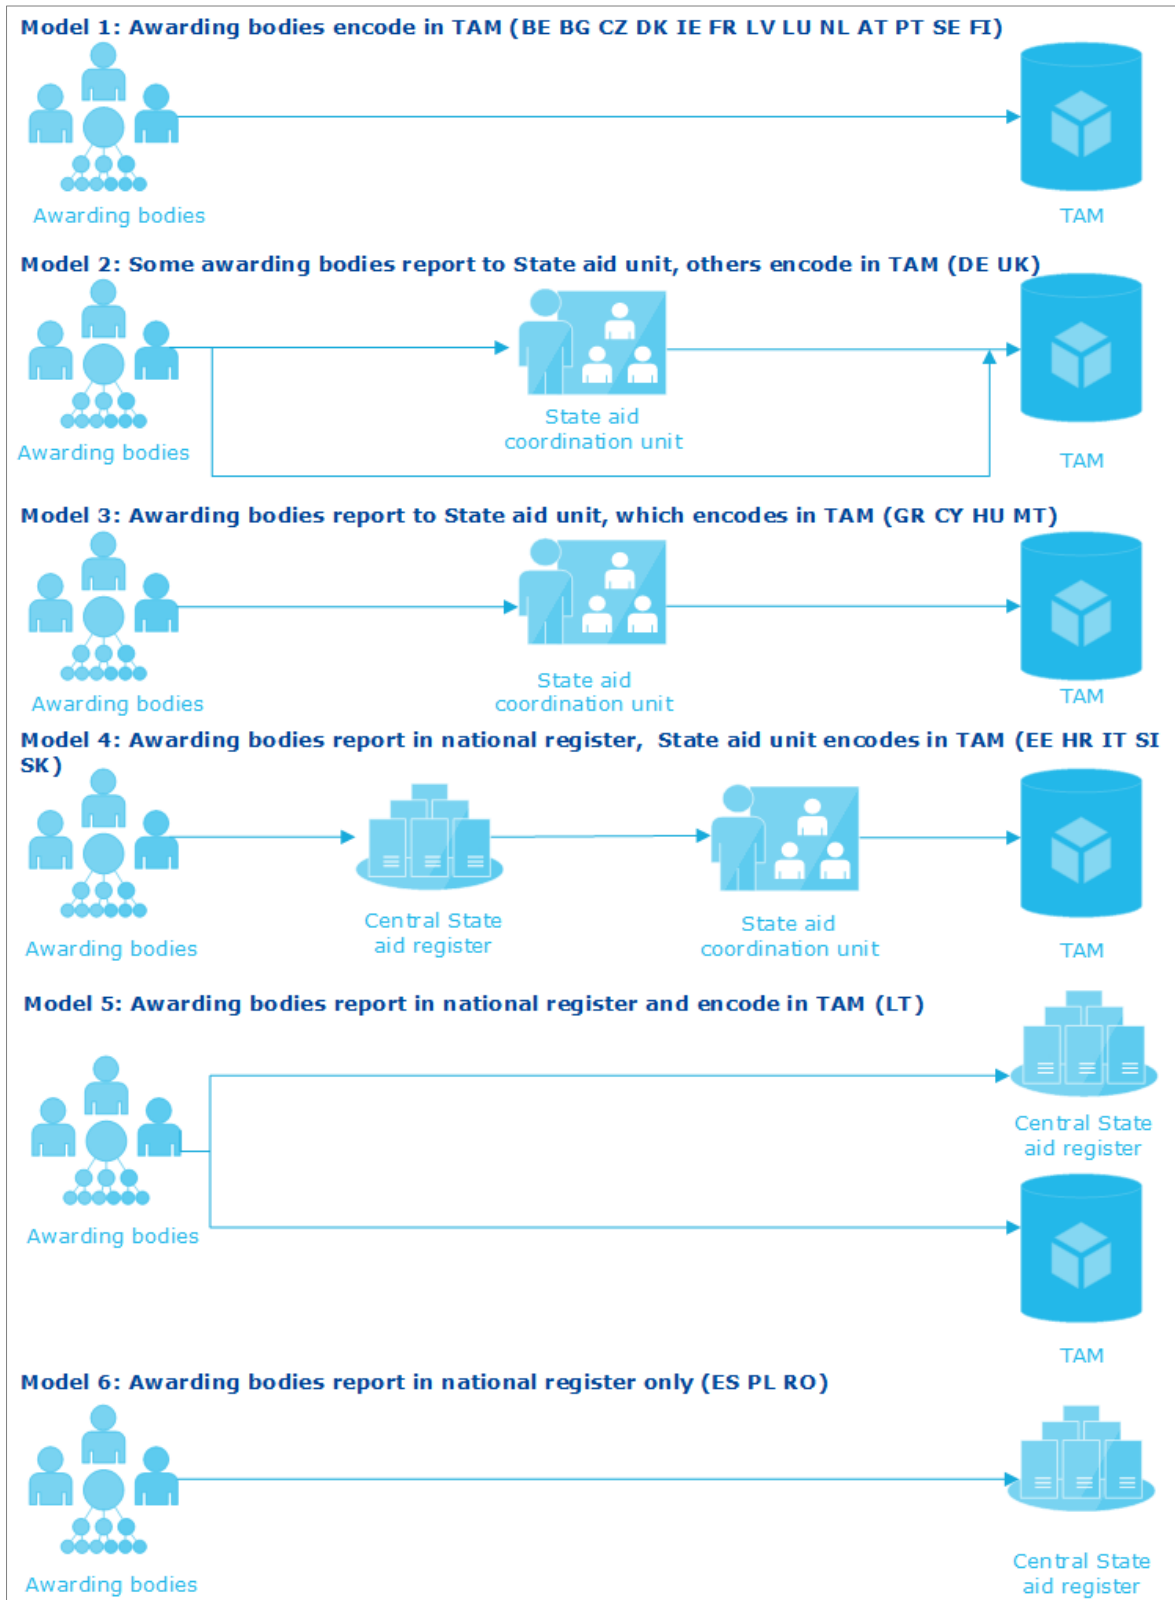 Model 1: Awarding bodies encode in TAM (BE BG CZ DK IE FR LV LU NL AT PT SE FI)
Awarding bodies
TAM
Model 2: Some awarding bodies report to State aid unit, others encode in TAM (DE UK)
State aid
coordination unit
Awarding bodies
TAM
Model 3: Awarding bodies report to State aid unit, which encodes in TAM (GR CY HU MT)
State aid
coordination unit
Awarding bodies
TAM
Model 4: Awarding bodies report in national register, State aid unit encodes in TAM (EE HR IT SI
SK)
Awarding bodies
Central State
aid register
State aid
coordination unit
TAM
Model 5: Awarding bodies report in national register and encode in TAM (LT)
Central State
aid register
Awarding bodies
TAM
Model 6: Awarding bodies report in national register only (ES PL RO)
Awarding bodies
Central State
aid register